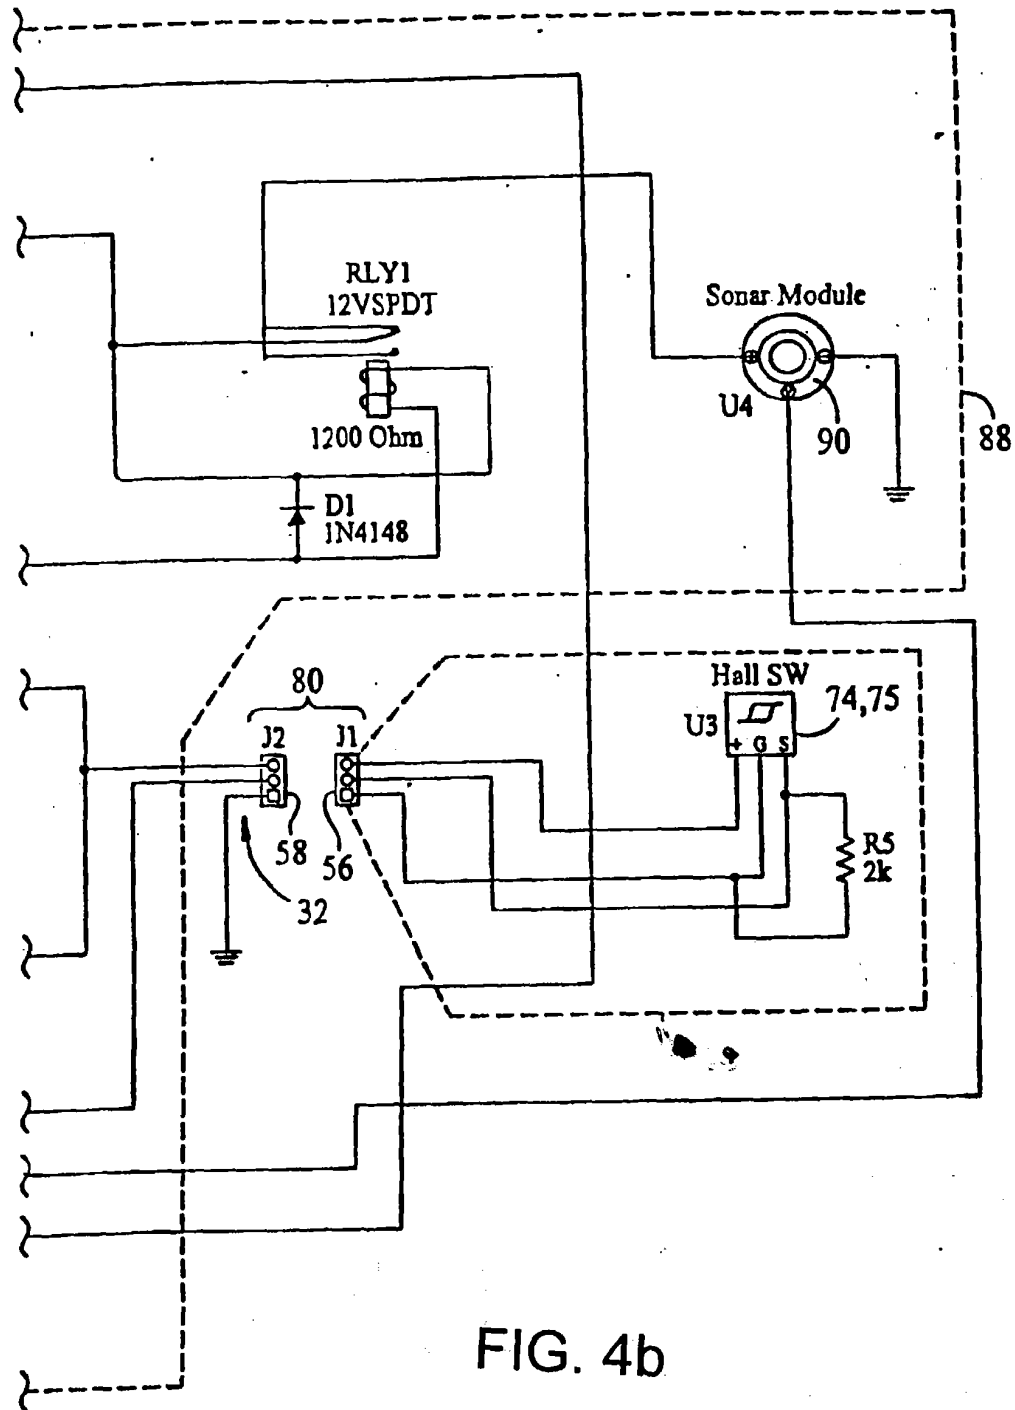 RLY1
12VSPDT
1200 Ohm
D1
1N4148
Sonar Module
U4
90
88
80
J2
J1
58
56
32
Hall SW
U3
+ G S
74,75
R5
2k
FIG. 4b